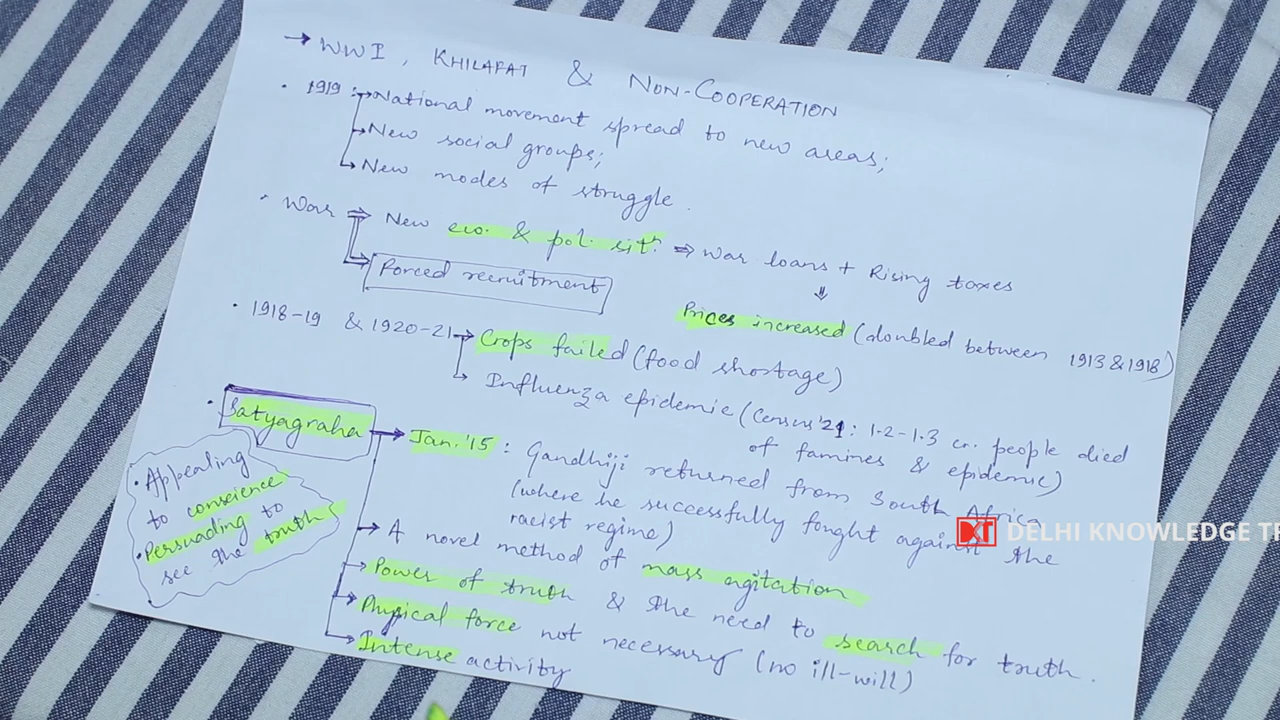 → WWI, KHILAFAT & NON-COOPERATION
• 1919 :→ National movement spread to new areas;
→ New social groups;
→ New modes of struggle.
• War ⇒ New eco. & pol. sitⁿ. ⇒ War loans + Rising taxes
⇓
Forced recruitment
Prices increased (doubled between 1913 & 1918)
• 1918-19 & 1920-21 → Crops failed (food shortage)
→ Influenza epidemic (Census '21 : 1.2-1.3 cr. people died
of famines & epidemic)
• Satyagraha → Jan. '15 : Gandhiji returned from South Africa
(where he successfully fought against the
racist regime)
→ A novel method of mass agitation
→ Power of truth & the need to search for truth.
→ Physical force not necessary (no ill-will)
→ Intense activity
• Appealing
to conscience
• Persuading to
see the truth
DELHI KNOWLEDGE TR